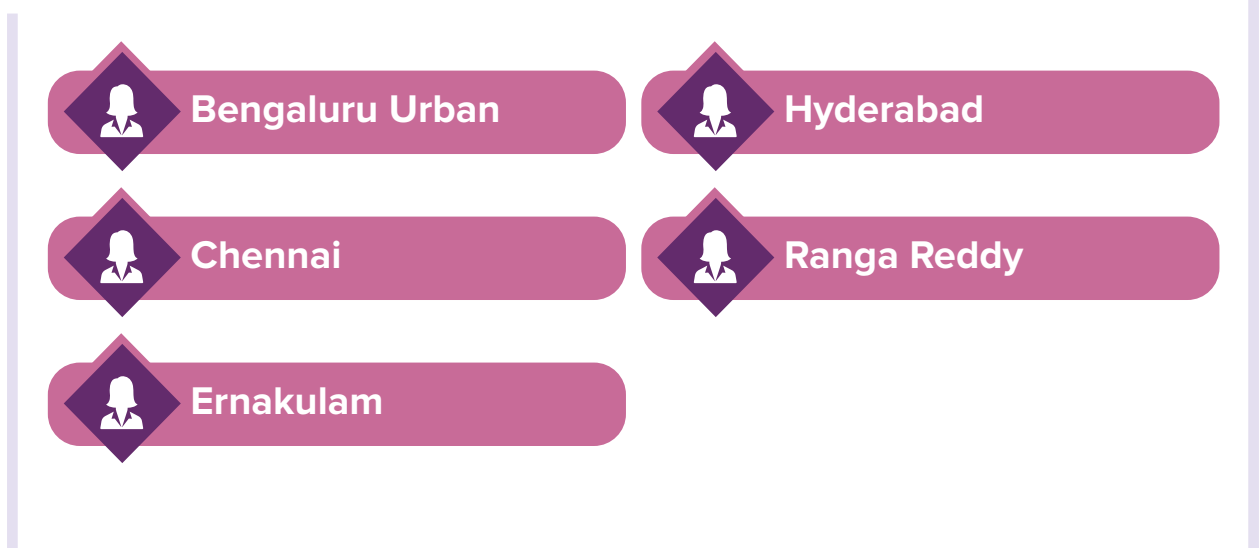 Bengaluru Urban
Hyderabad
Chennai
Ranga Reddy
Ernakulam